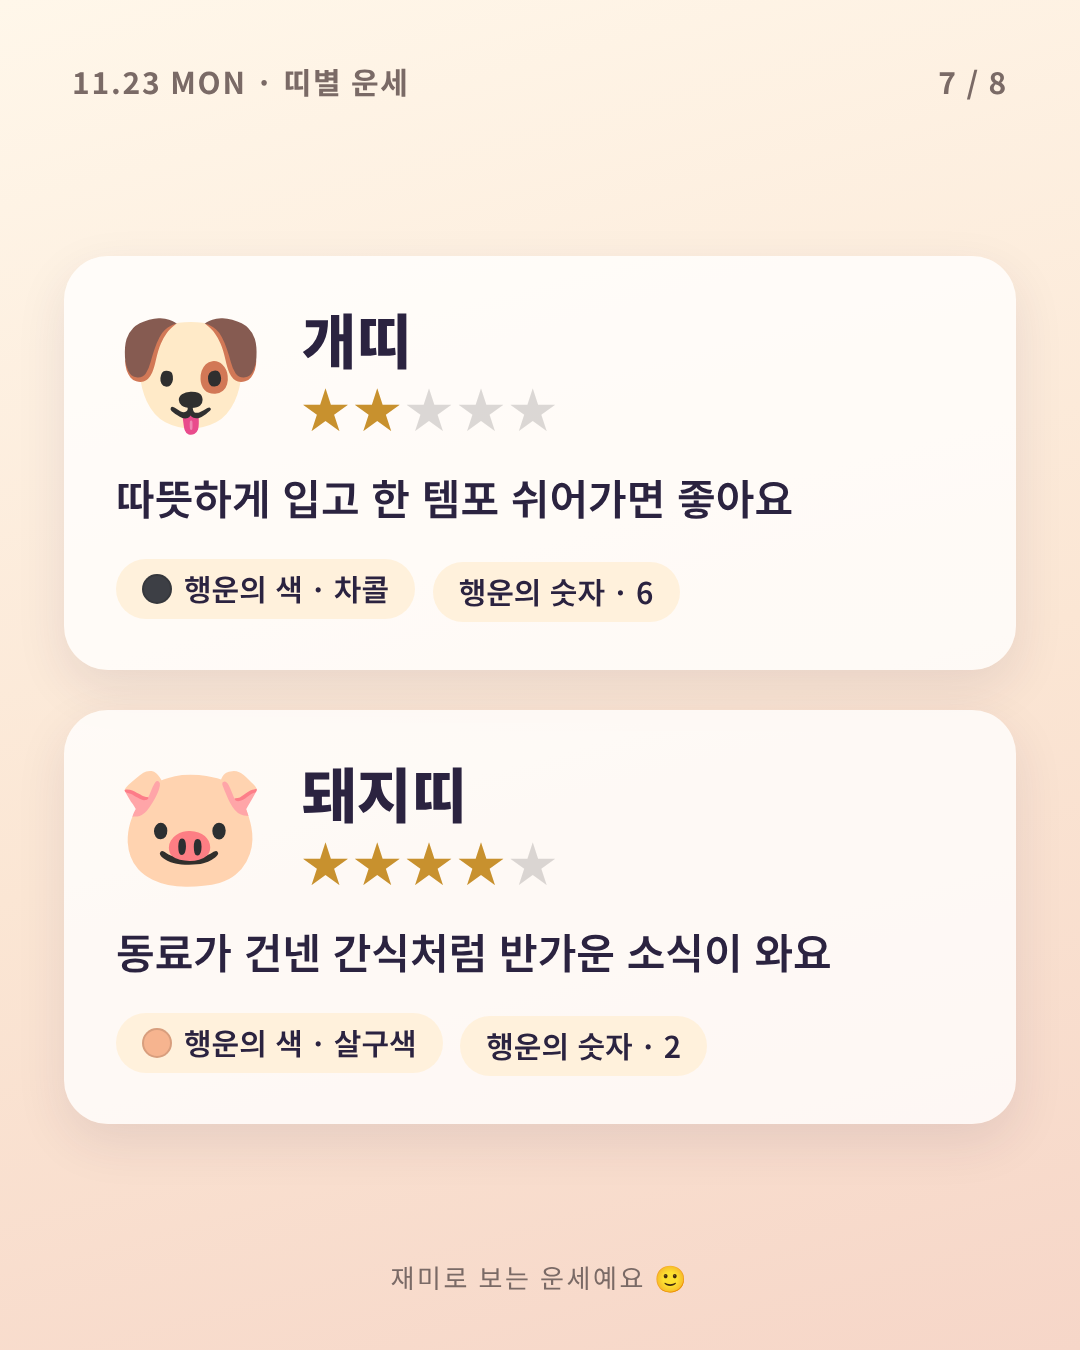 11.23 MON · 띠별 운세
7 / 8
개띠
★★★★★
따뜻하게 입고 한 템포 쉬어가면 좋아요
행운의 색 · 차콜
행운의 숫자 · 6
돼지띠
★★★★★
동료가 건넨 간식처럼 반가운 소식이 와요
행운의 색 · 살구색
행운의 숫자 · 2
재미로 보는 운세예요 🙂